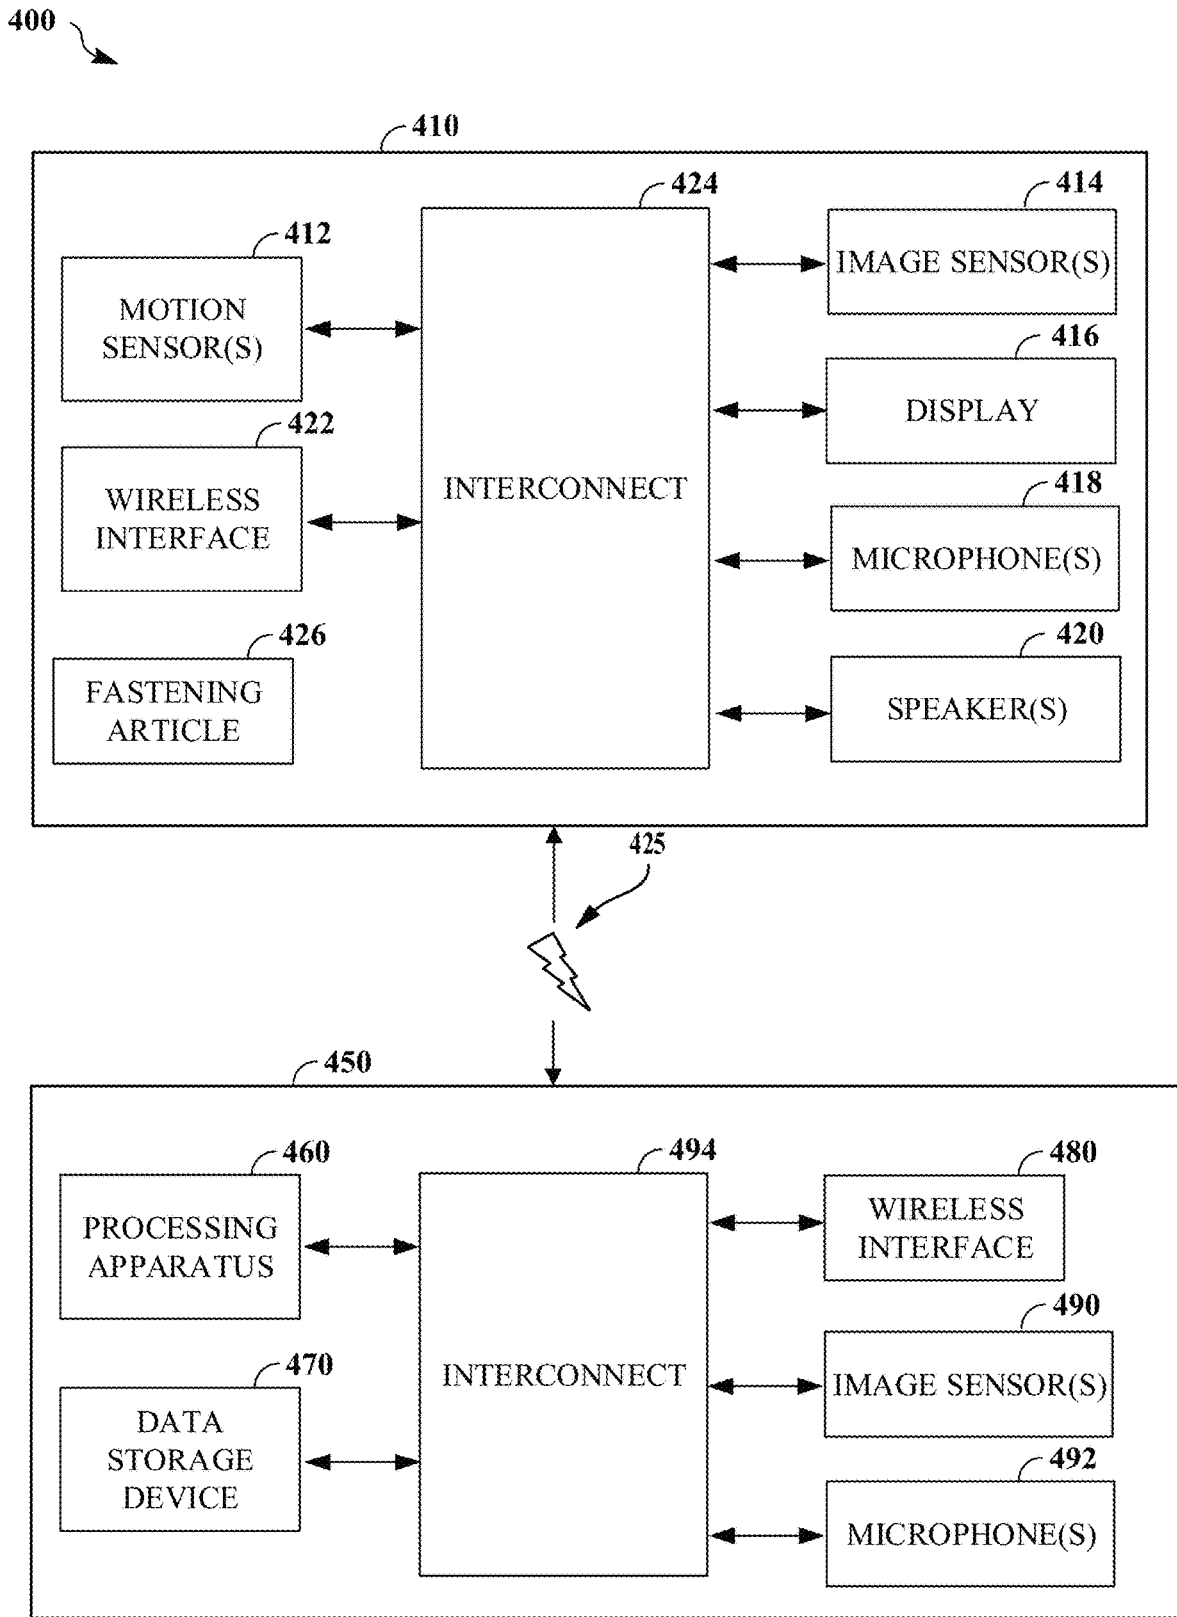 400
410
424
414
412
IMAGE SENSOR(S)
MOTION
SENSOR(S)
416
DISPLAY
422
WIRELESS
INTERFACE
INTERCONNECT
418
MICROPHONE(S)
426
FASTENING
ARTICLE
420
SPEAKER(S)
425
450
460
494
480
PROCESSING
APPARATUS
WIRELESS
INTERFACE
490
470
INTERCONNECT
IMAGE SENSOR(S)
DATA
STORAGE
DEVICE
492
MICROPHONE(S)